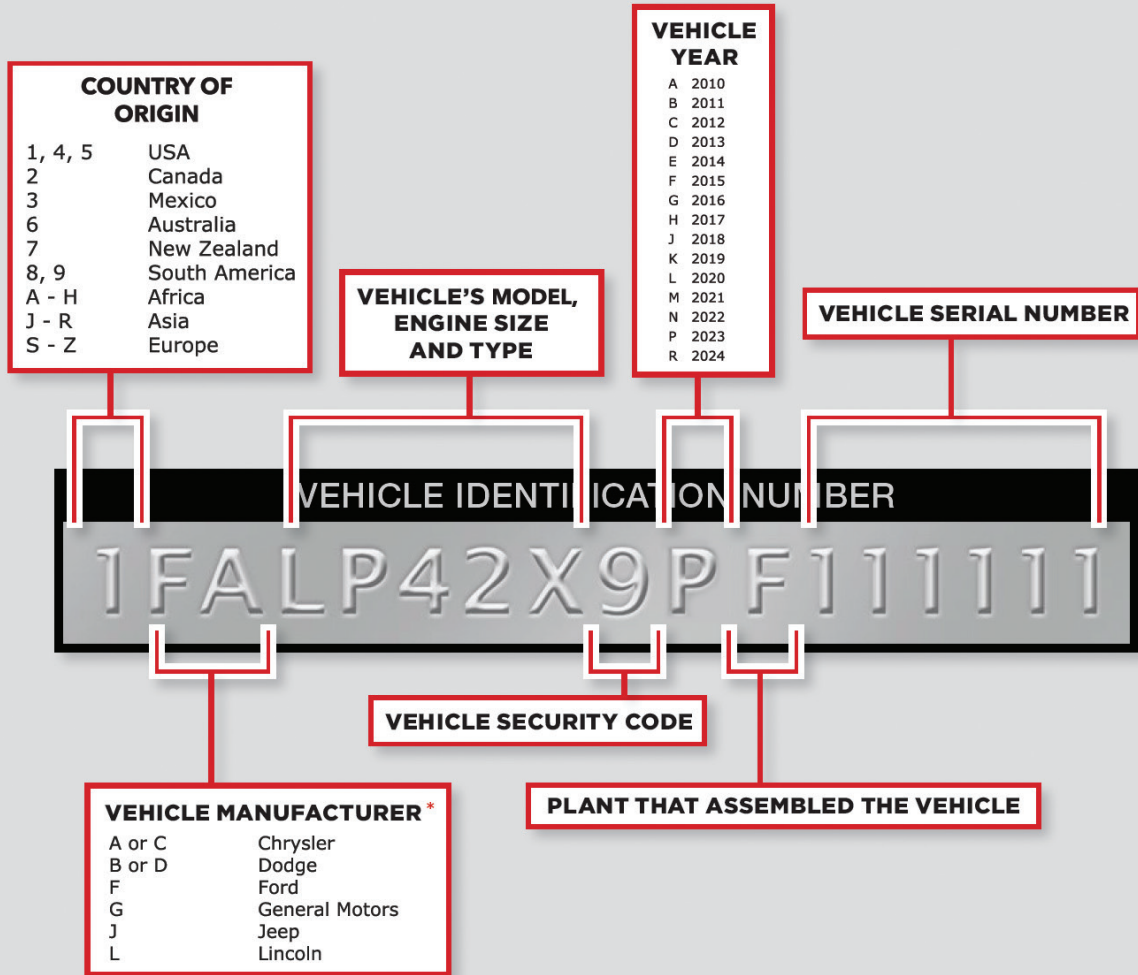 COUNTRY OF
ORIGIN
1, 4, 5 USA
2 Canada
3 Mexico
6 Australia
7 New Zealand
8, 9 South America
A - H Africa
J - R Asia
S - Z Europe
VEHICLE'S MODEL,
ENGINE SIZE
AND TYPE
VEHICLE
YEAR
A 2010
B 2011
C 2012
D 2013
E 2014
F 2015
G 2016
H 2017
J 2018
K 2019
L 2020
M 2021
N 2022
P 2023
R 2024
VEHICLE SERIAL NUMBER
VEHICLE IDENTIFICATION NUMBER
1FALP42X9PF111111
VEHICLE SECURITY CODE
PLANT THAT ASSEMBLED THE VEHICLE
VEHICLE MANUFACTURER *
A or C Chrysler
B or D Dodge
F Ford
G General Motors
J Jeep
L Lincoln